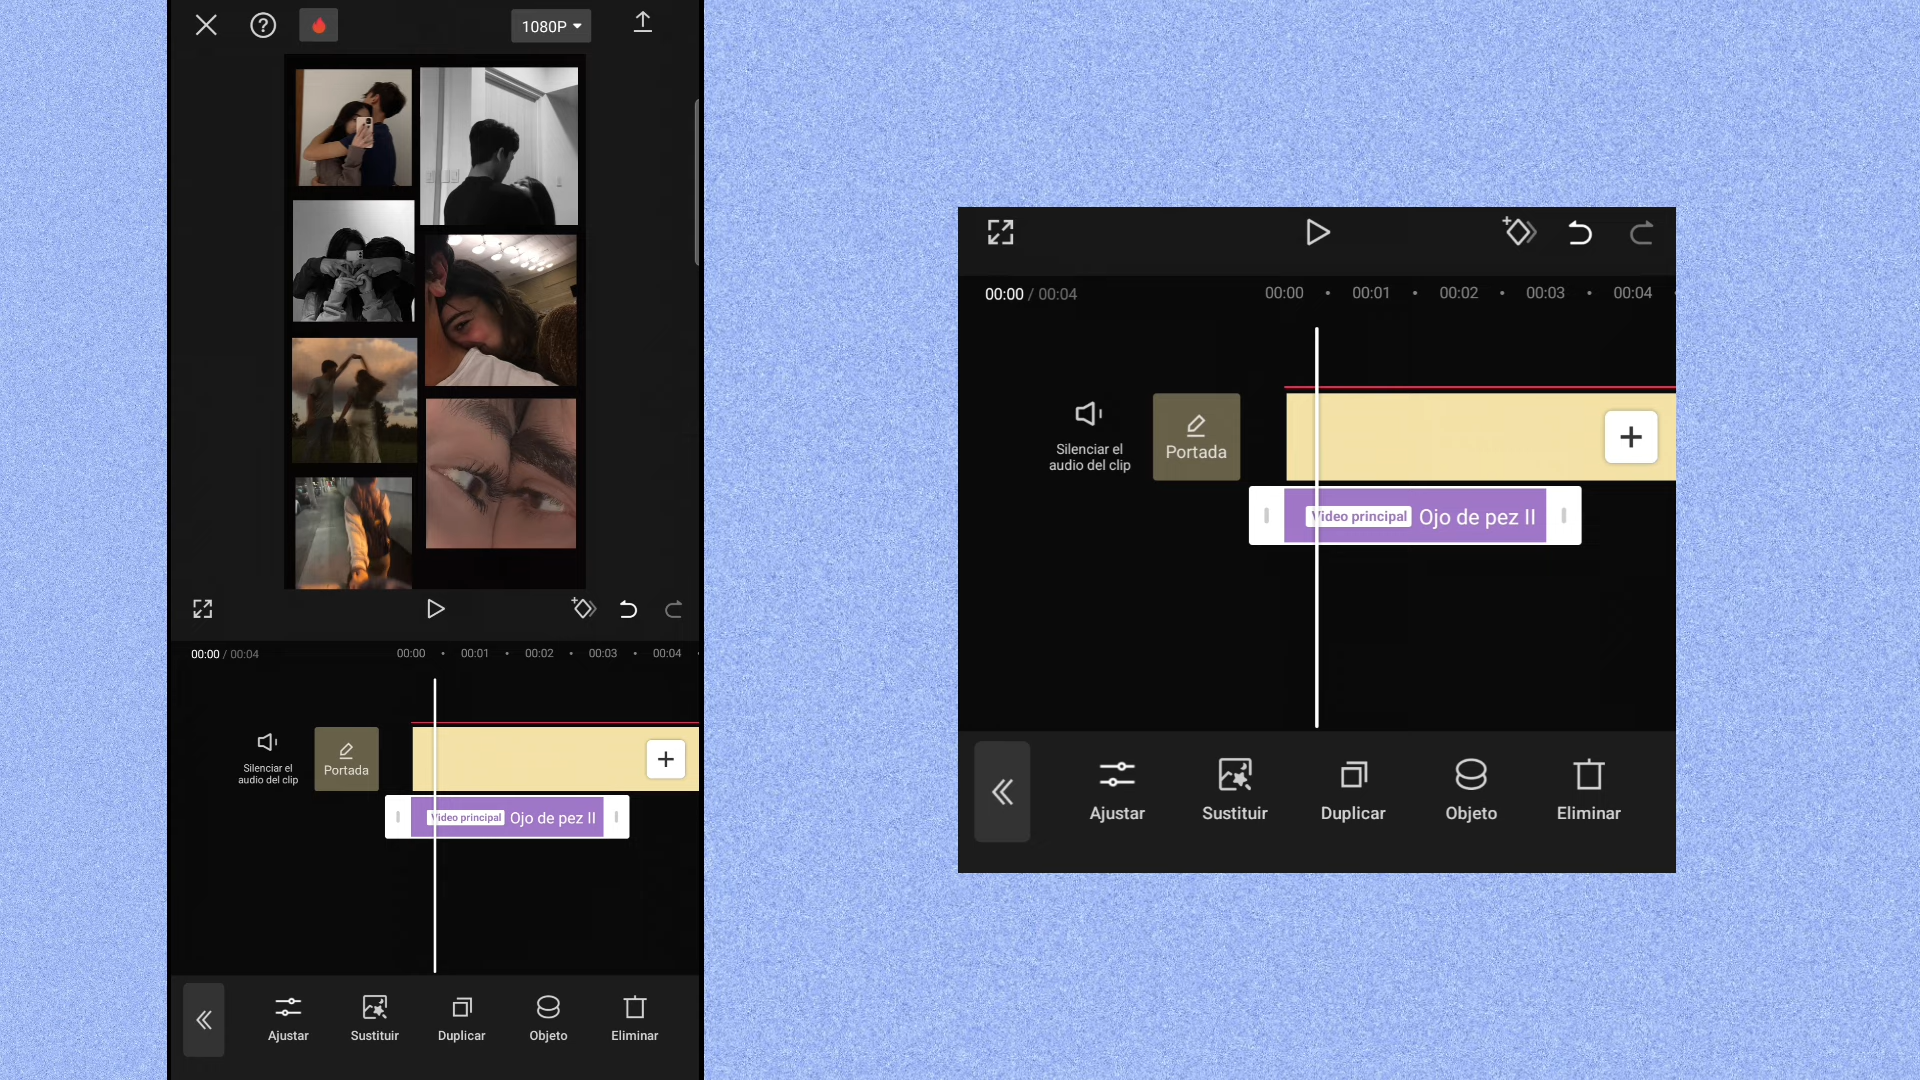 1080P
00:00 / 00:04
00:00 00:01 00:02 00:03 00:04
Silenciar el
audio del clip
Portada
Video principal Ojo de pez II
Ajustar Sustituir Duplicar Objeto Eliminar
00:00 / 00:04
00:00 00:01 00:02 00:03 00:04
Silenciar el
audio del clip
Portada
Video principal Ojo de pez II
Ajustar Sustituir Duplicar Objeto Eliminar